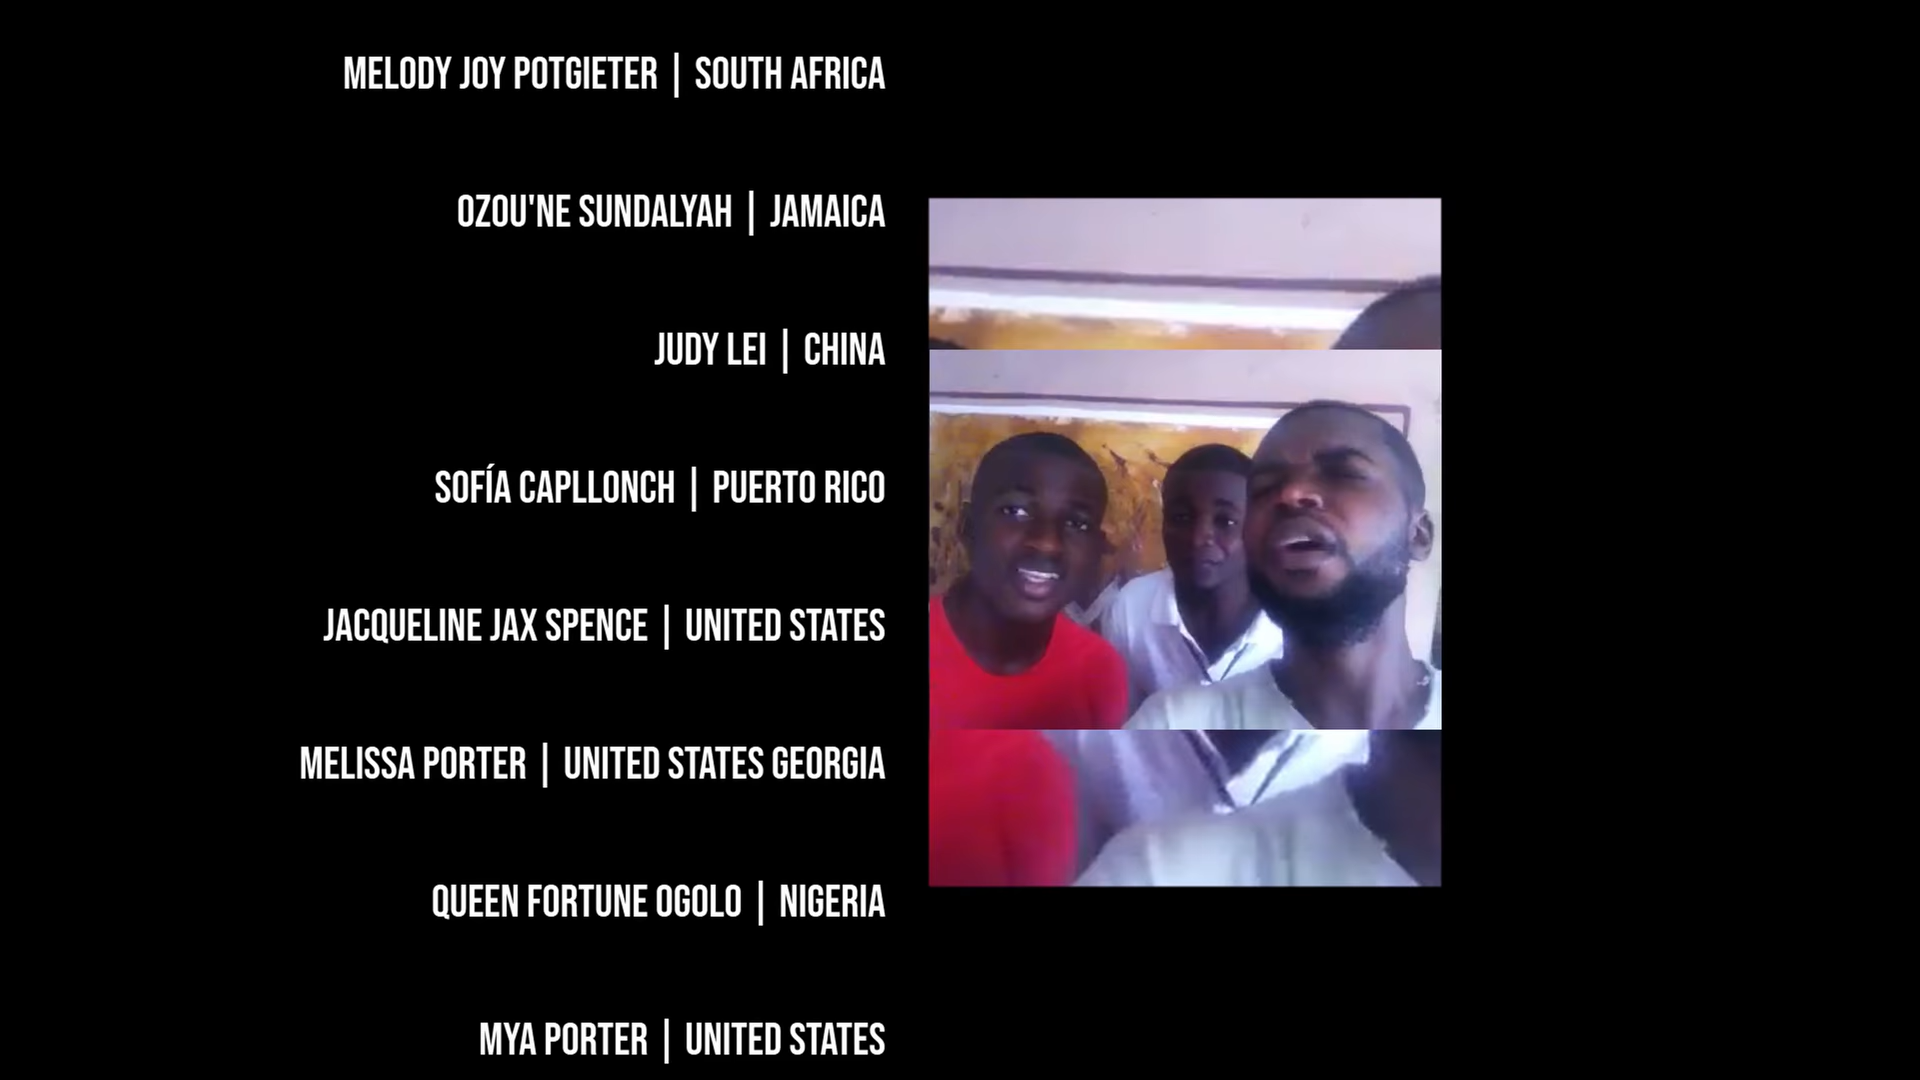 MELODY JOY POTGIETER | SOUTH AFRICA
OZOU'NE SUNDALYAH | JAMAICA
JUDY LEI | CHINA
SOFÍA CAPLLONCH | PUERTO RICO
JACQUELINE JAX SPENCE | UNITED STATES
MELISSA PORTER | UNITED STATES GEORGIA
QUEEN FORTUNE OGOLO | NIGERIA
MYA PORTER | UNITED STATES